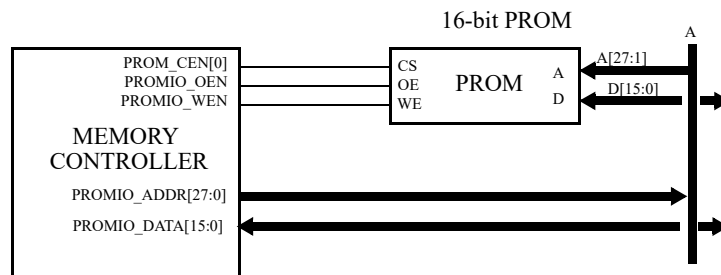 16-bit PROM
A
PROM_CEN[0]
PROMIO_OEN
PROMIO_WEN
CS
OE
WE
PROM
A
D
A[27:1]
D[15:0]
MEMORY
CONTROLLER
PROMIO_ADDR[27:0]
PROMIO_DATA[15:0]